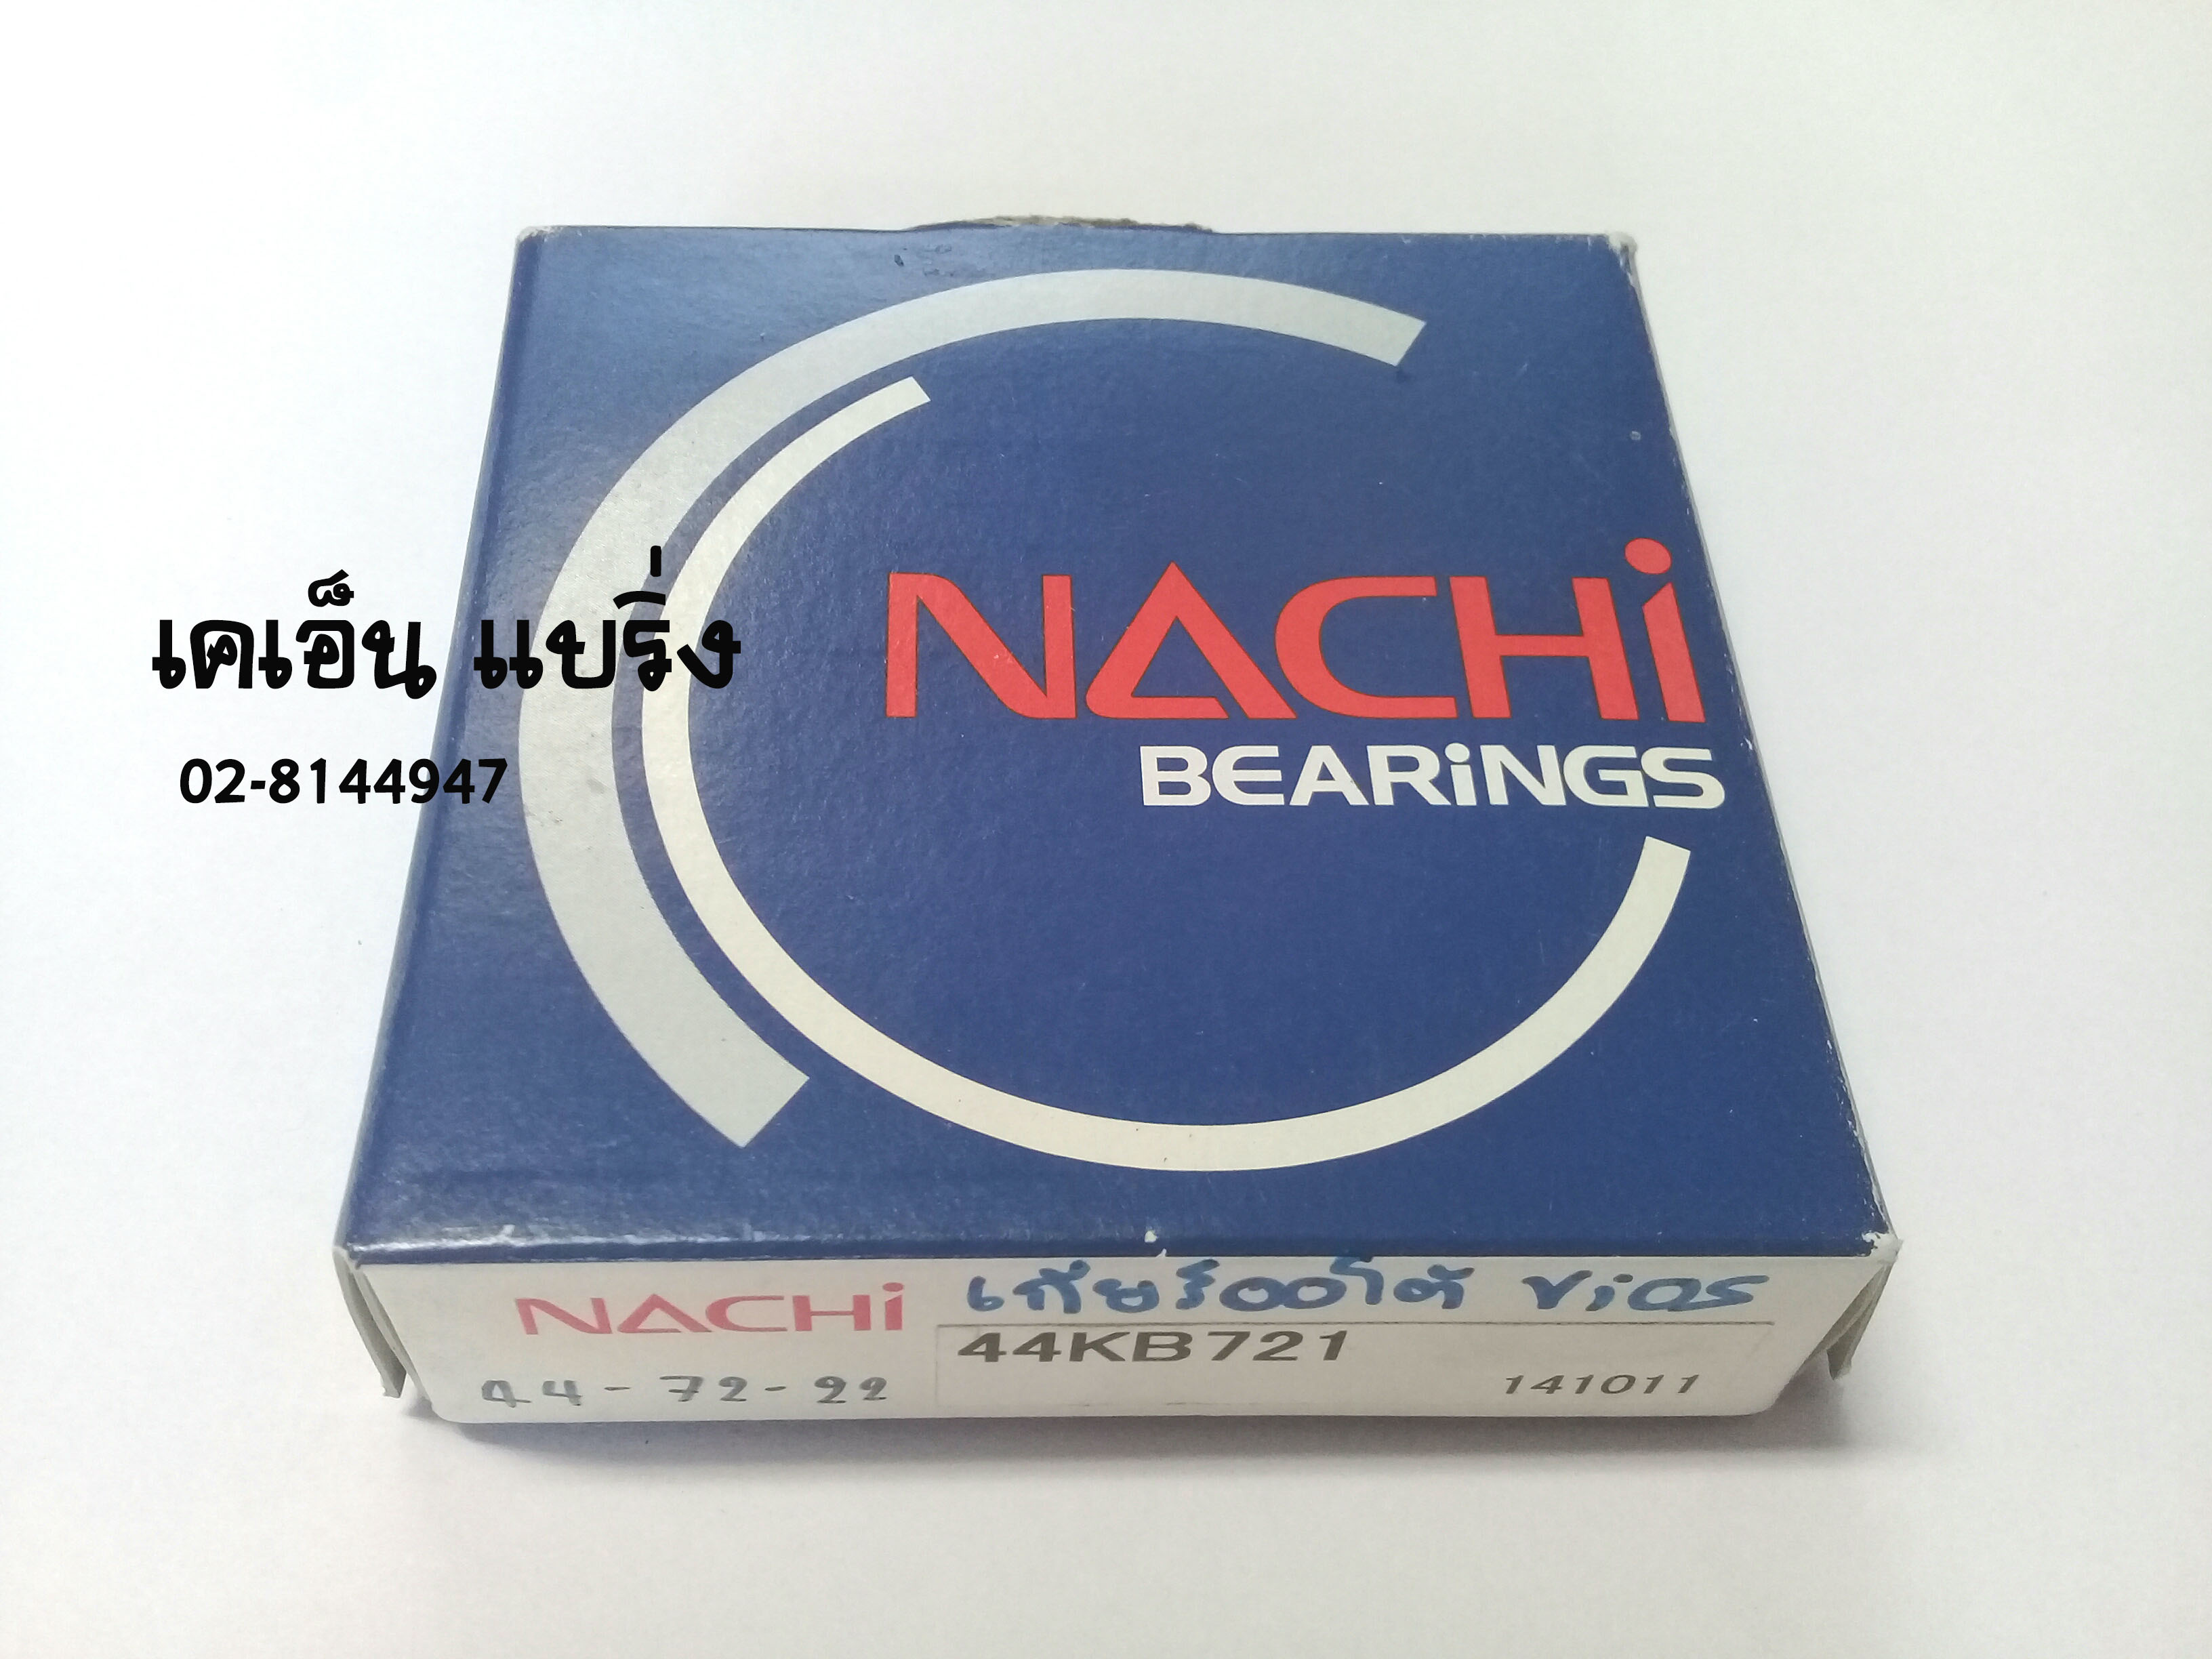 NACHi
BEARiNGS
เคเอ็น แบริ่ง
02-8144947
NACHi
เกียร์ออโต้ Vios
44KB721
44-72-22
141011